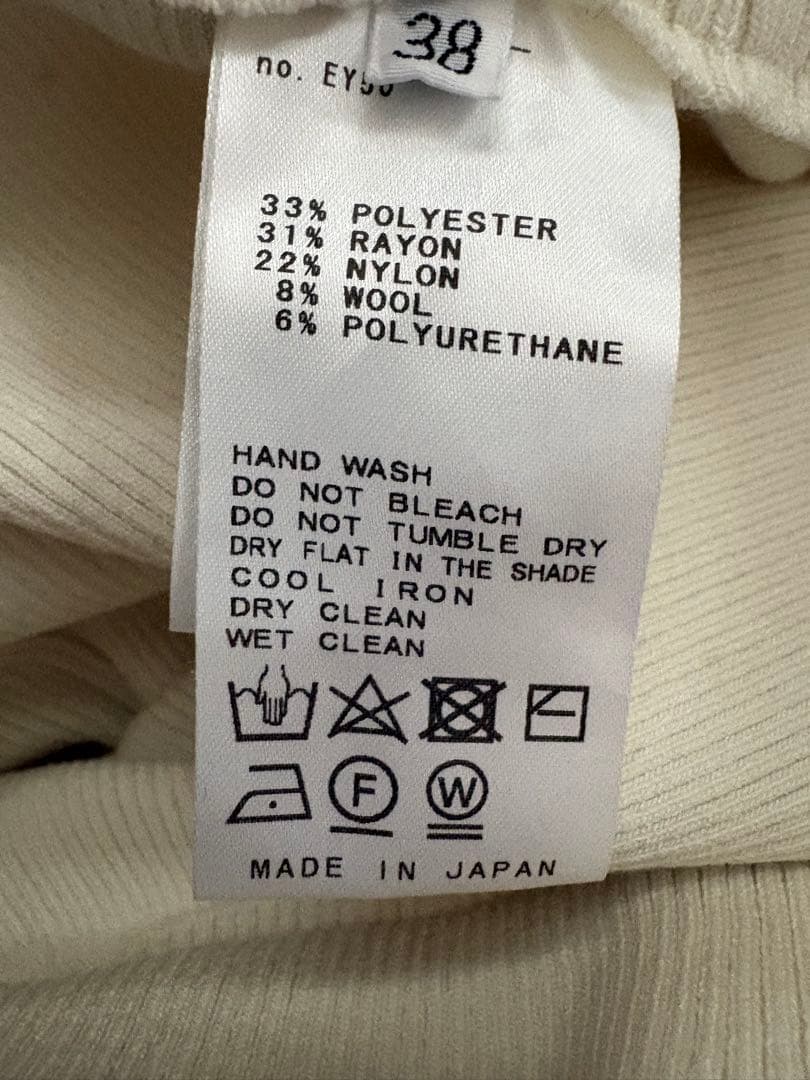 38
no.
33% POLYESTER
31% RAYON
22% NYLON
8% WOOL
6% POLYURETHANE
HAND WASH
DO NOT BLEACH
DO NOT TUMBLE DRY
DRY FLAT IN THE SHADE
COOL IRON
DRY CLEAN
WET CLEAN
F W
MADE IN JAPAN